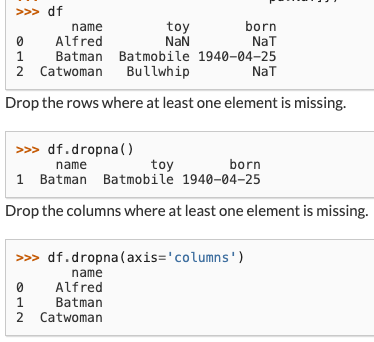 >>> df
       name        toy       born
0    Alfred        NaN        NaT
1    Batman  Batmobile 1940-04-25
2  Catwoman   Bullwhip        NaT
Drop the rows where at least one element is missing.
>>> df.dropna()
     name        toy       born
1  Batman  Batmobile 1940-04-25
Drop the columns where at least one element is missing.
>>> df.dropna(axis='columns')
       name
0    Alfred
1    Batman
2  Catwoman